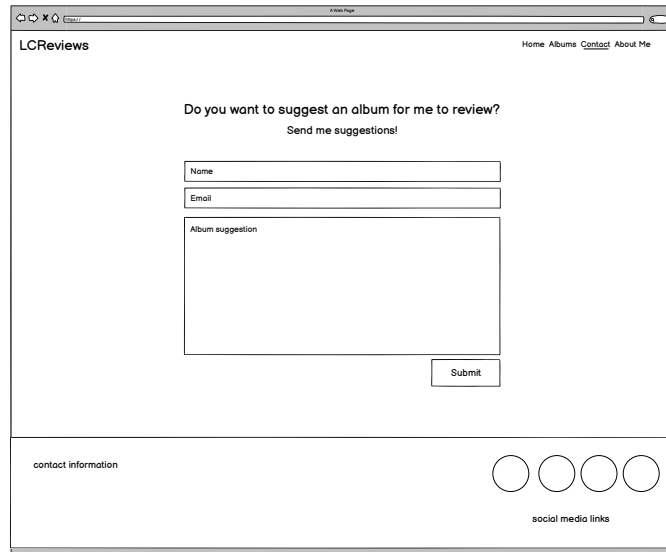 A Web Page
https://
LCReviews
Home Albums Contact About Me
Do you want to suggest an album for me to review?
Send me suggestions!
Name
Email
Album suggestion
Submit
contact information
social media links